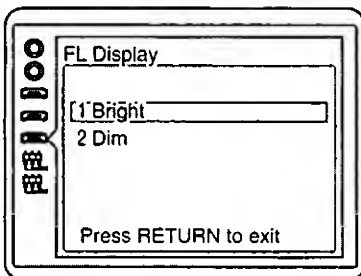 FL Display
1 Bright
2 Dim
Press RETURN to exit